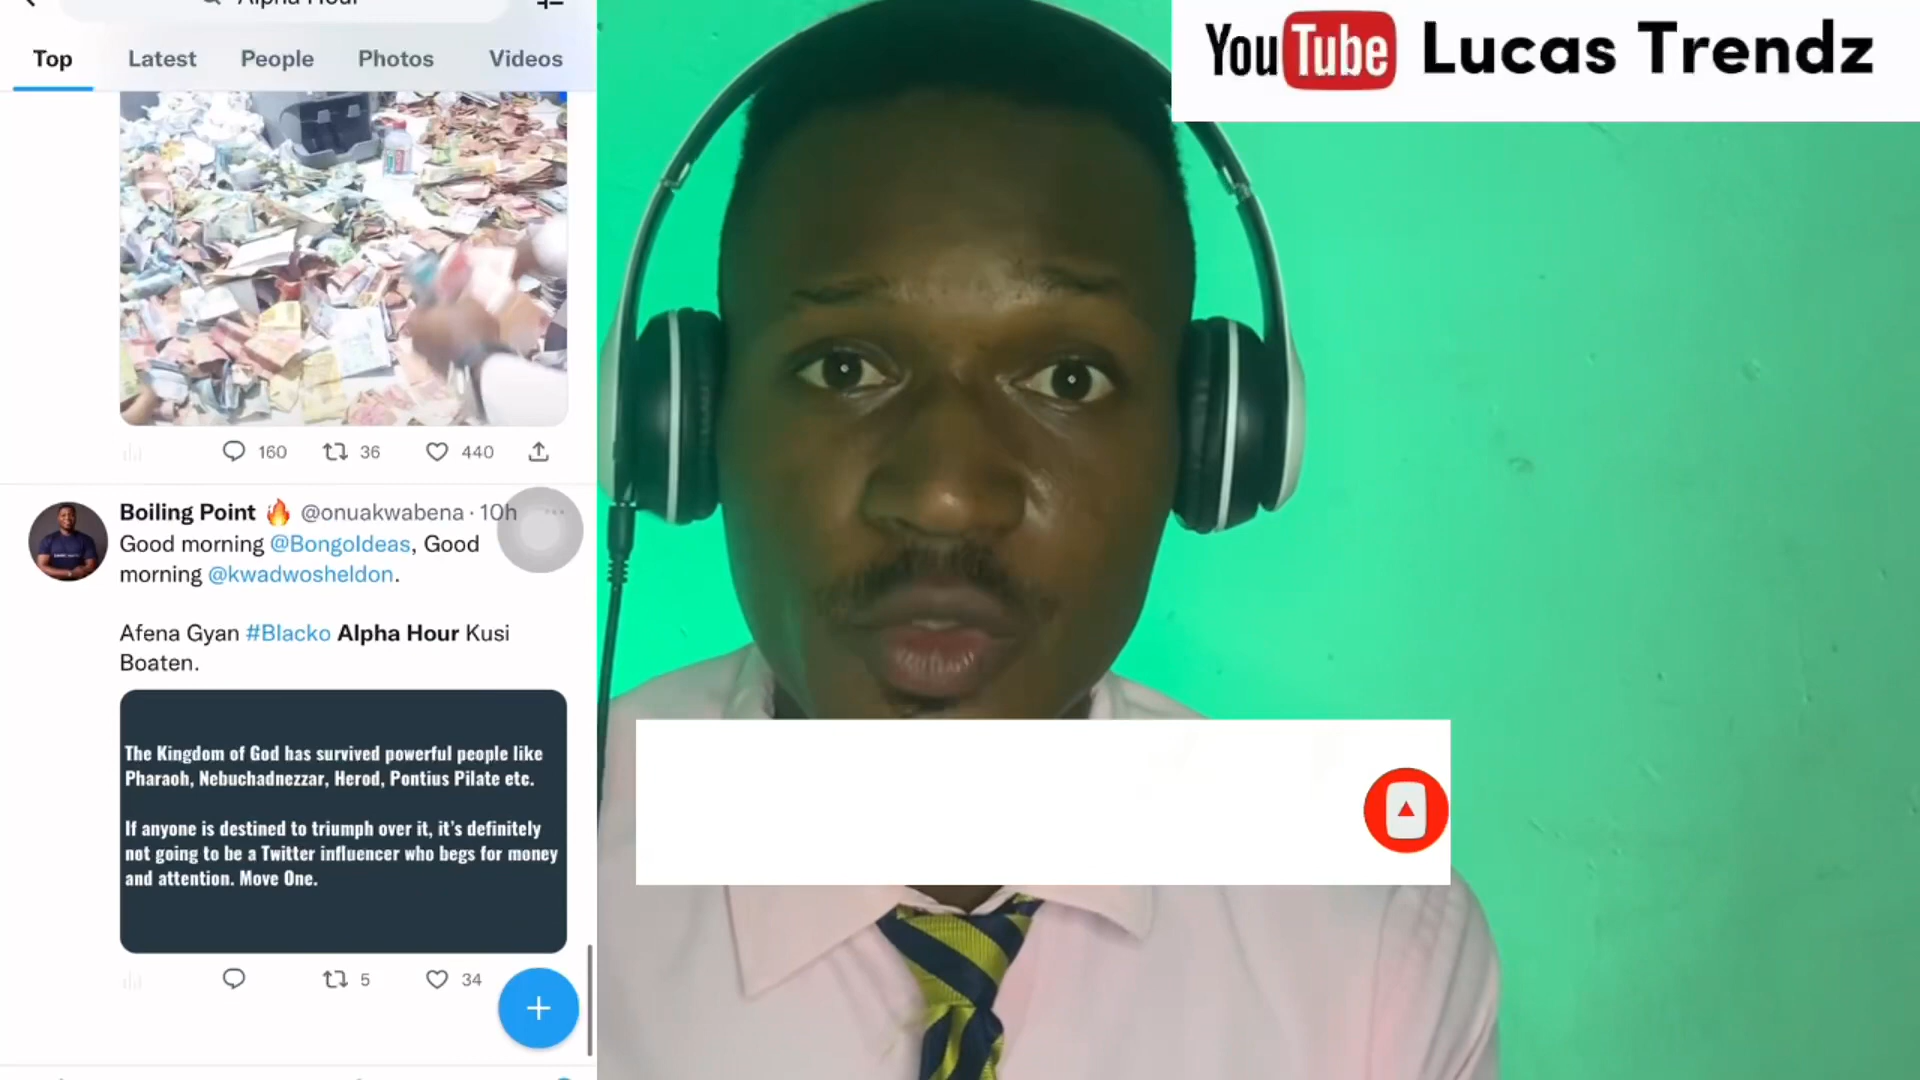 Alpha Hour
Top Latest People Photos Videos
160 36 440
Boiling Point 🔥 @onuakwabena · 10h
Good morning @BongoIdeas, Good
morning @kwadwosheldon.
Afena Gyan #Blacko Alpha Hour Kusi
Boaten.
The Kingdom of God has survived powerful people like
Pharaoh, Nebuchadnezzar, Herod, Pontius Pilate etc.
If anyone is destined to triumph over it, it's definitely
not going to be a Twitter influencer who begs for money
and attention. Move One.
5 34
YouTube Lucas Trendz